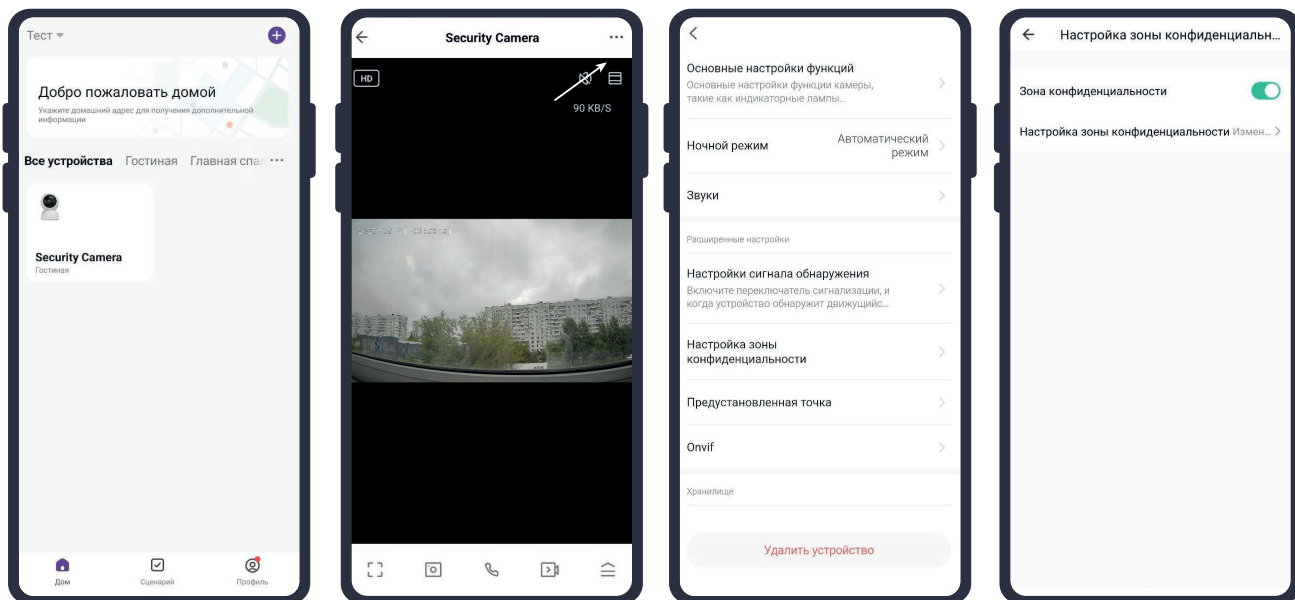 Тест
Добро пожаловать домой
Укажите домашний адрес для получения дополнительной
информации
Все устройства Гостиная Главная спа
Security Camera
Гостиная
Дом Сценарий Профиль
Security Camera
HD
90 KB/S
Основные настройки функций
Основные настройки функции камеры,
такие как индикаторные лампы...
Ночной режим
Автоматический
режим
Звуки
Расширенные настройки
Настройки сигнала обнаружения
Включите переключатель сигнализации, и
когда устройство обнаружит движущийс...
Настройка зоны
конфиденциальности
Предустановленная точка
Onvif
Хранилище
Удалить устройство
Настройка зоны конфиденциальн...
Зона конфиденциальности
Настройка зоны конфиденциальности Измен...